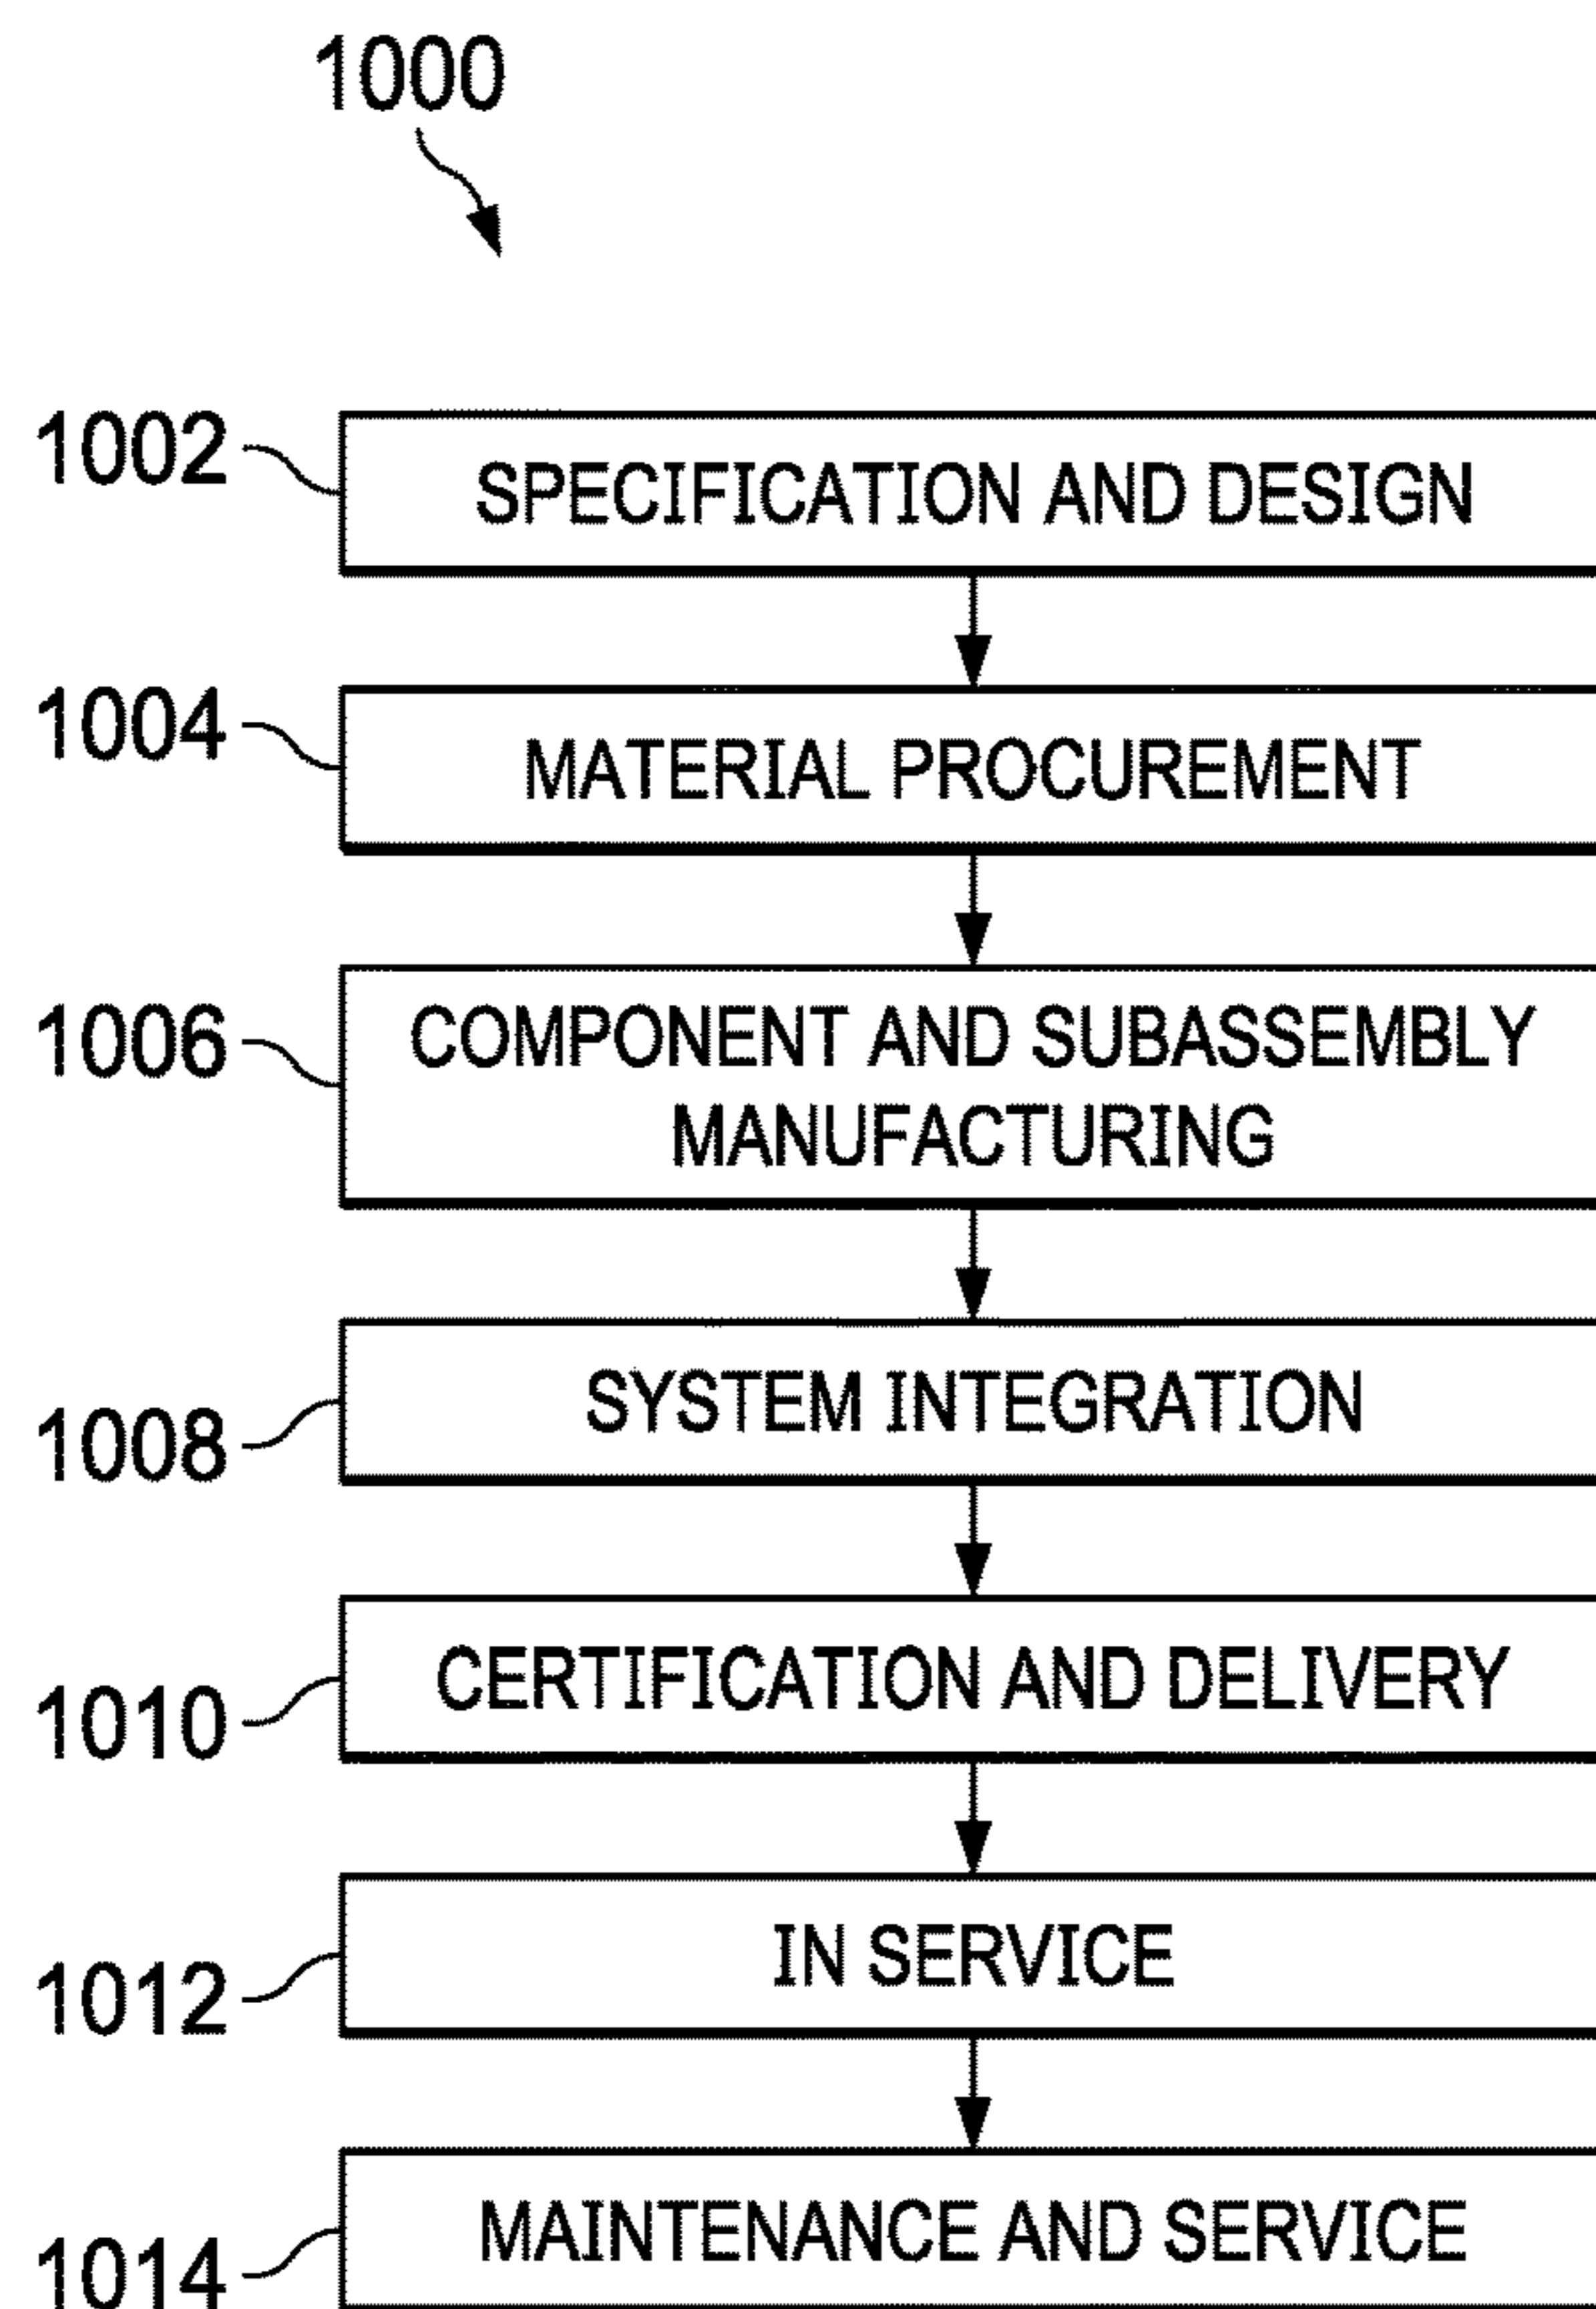 1000
1002
SPECIFICATION AND DESIGN
1004
MATERIAL PROCUREMENT
1006
COMPONENT AND SUBASSEMBLY
MANUFACTURING
1008
SYSTEM INTEGRATION
1010
CERTIFICATION AND DELIVERY
1012
IN SERVICE
1014
MAINTENANCE AND SERVICE